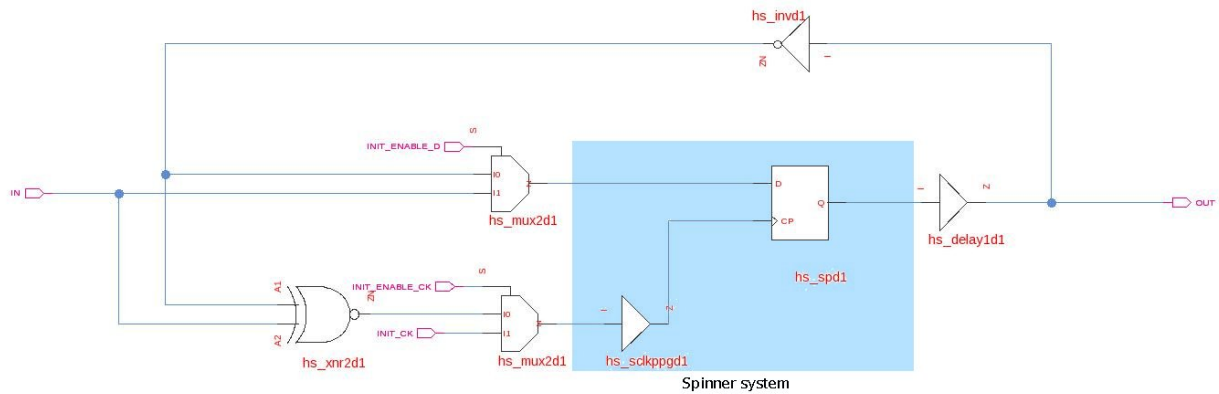 hs_invd1
ZN
I
S
INIT_ENABLE_D
I0
I1
Z
hs_mux2d1
IN
D
Q
CP
I
Z
hs_delay1d1
OUT
hs_spd1
A1
A2
ZN
hs_xnr2d1
S
INIT_ENABLE_CK
I0
INIT_CK
I1
Z
hs_mux2d1
I
Z
hs_sclkppgd1
Spinner system